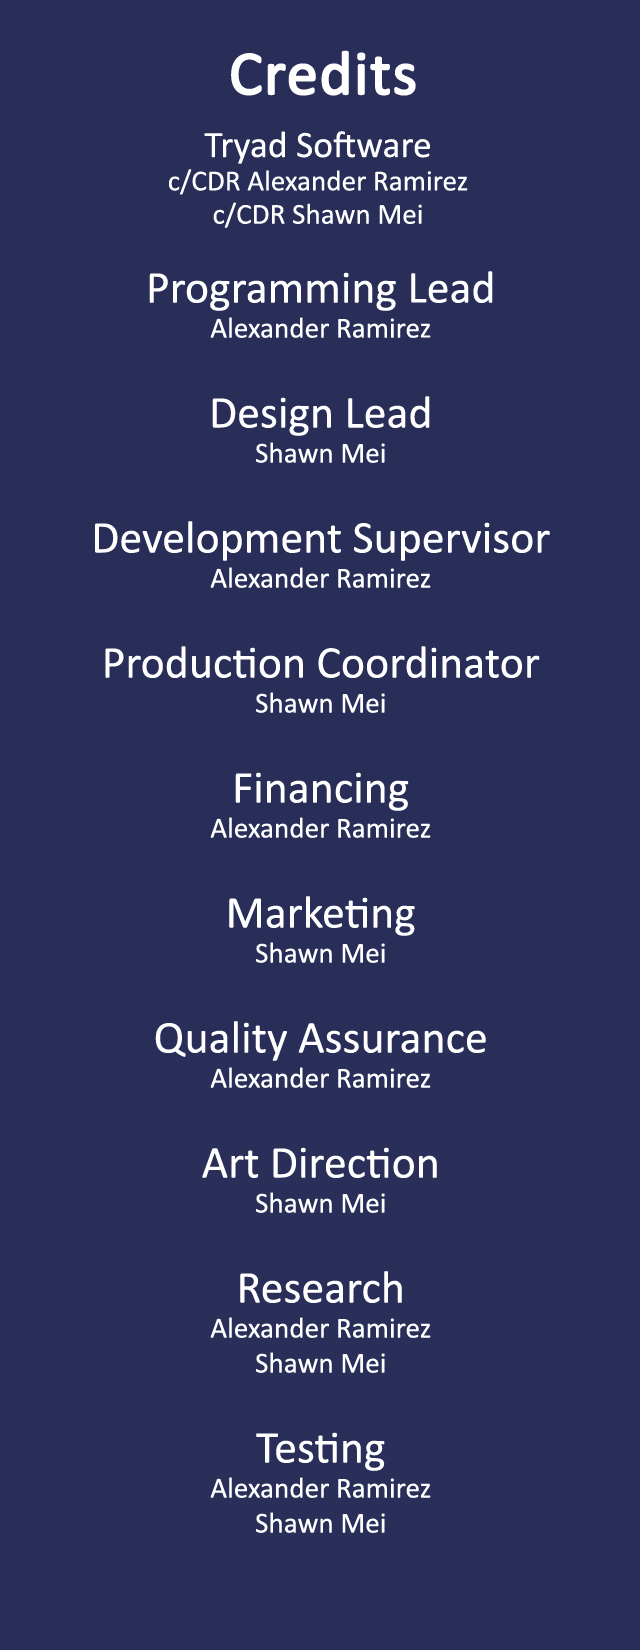 Credits
Tryad Software
c/CDR Alexander Ramirez
c/CDR Shawn Mei
Programming Lead
Alexander Ramirez
Design Lead
Shawn Mei
Development Supervisor
Alexander Ramirez
Production Coordinator
Shawn Mei
Financing
Alexander Ramirez
Marketing
Shawn Mei
Quality Assurance
Alexander Ramirez
Art Direction
Shawn Mei
Research
Alexander Ramirez
Shawn Mei
Testing
Alexander Ramirez
Shawn Mei